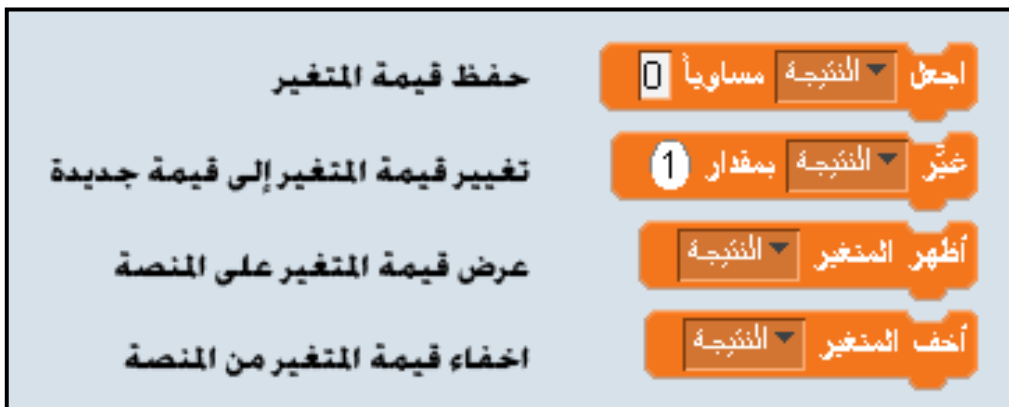 اجعل النتيجة مساوياً 0 حفظ قيمة المتغير
غيّر النتيجة بمقدار 1 تغيير قيمة المتغير إلى قيمة جديدة
أظهر المتغير النتيجة عرض قيمة المتغير على المنصة
أخف المتغير النتيجة اخفاء قيمة المتغير من المنصة